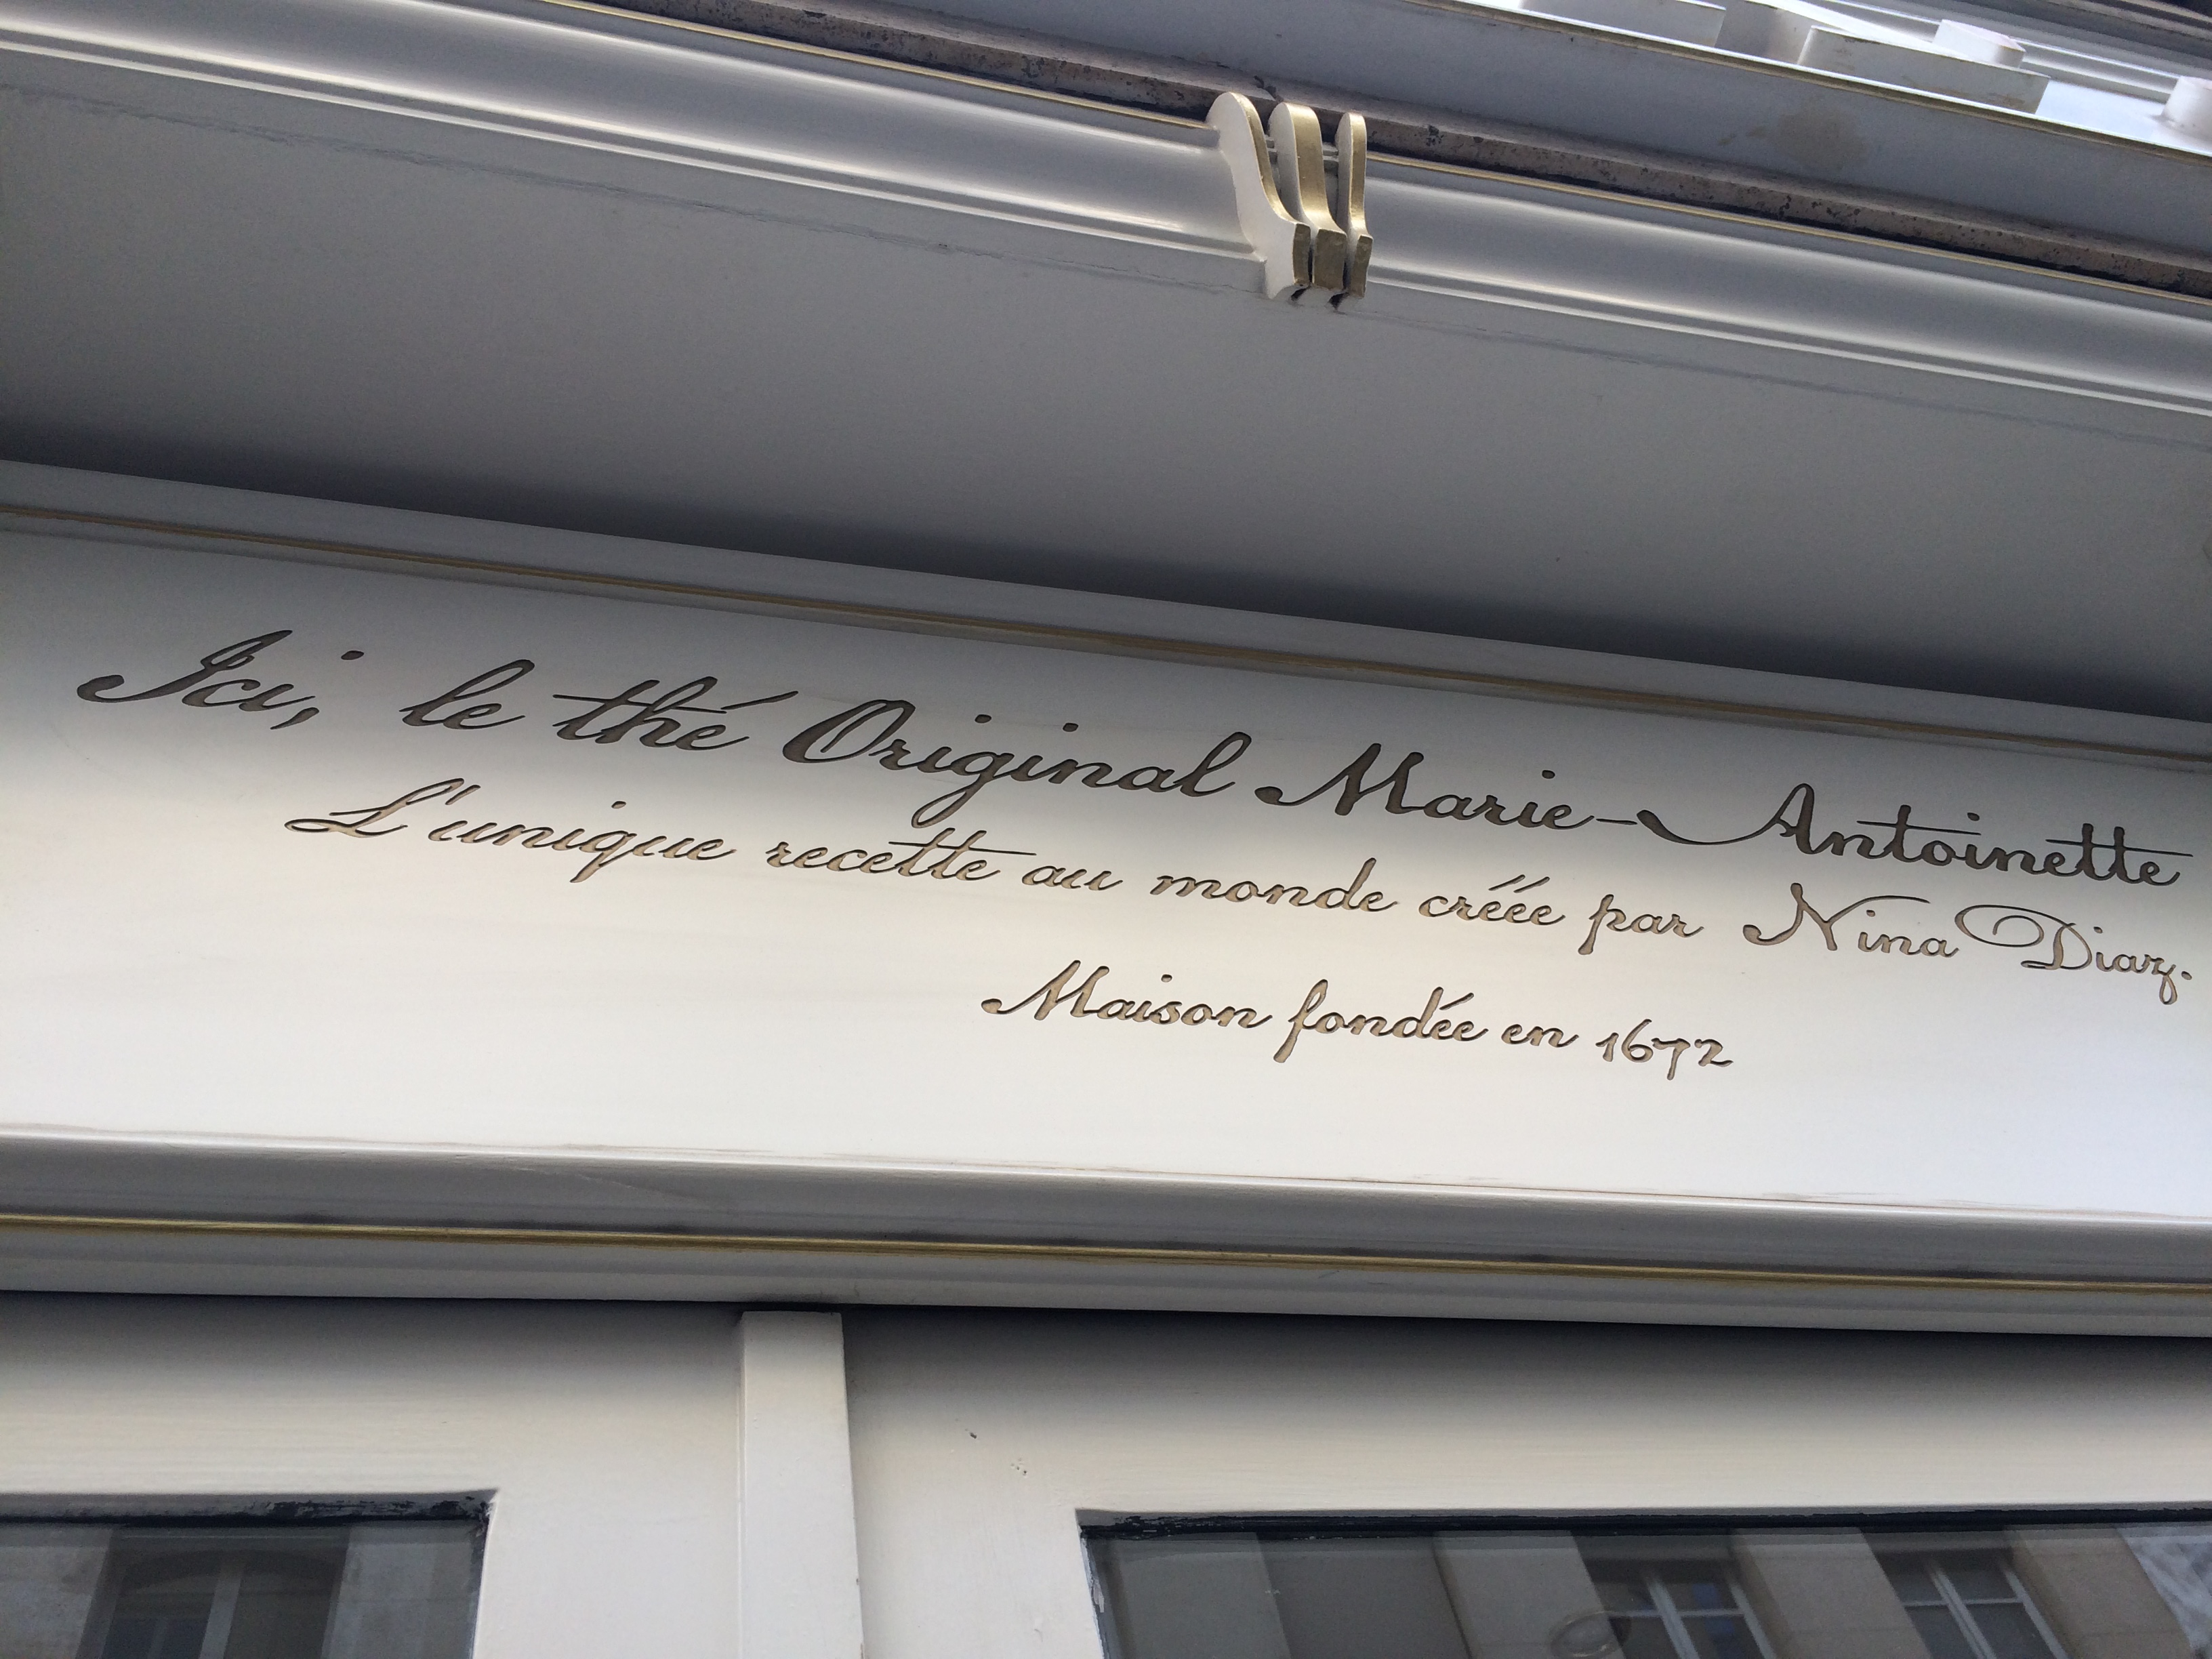 Ici, le thé Original Marie-Antoinette
L'unique recette au monde créée par Nina Diaz.
Maison fondée en 1672